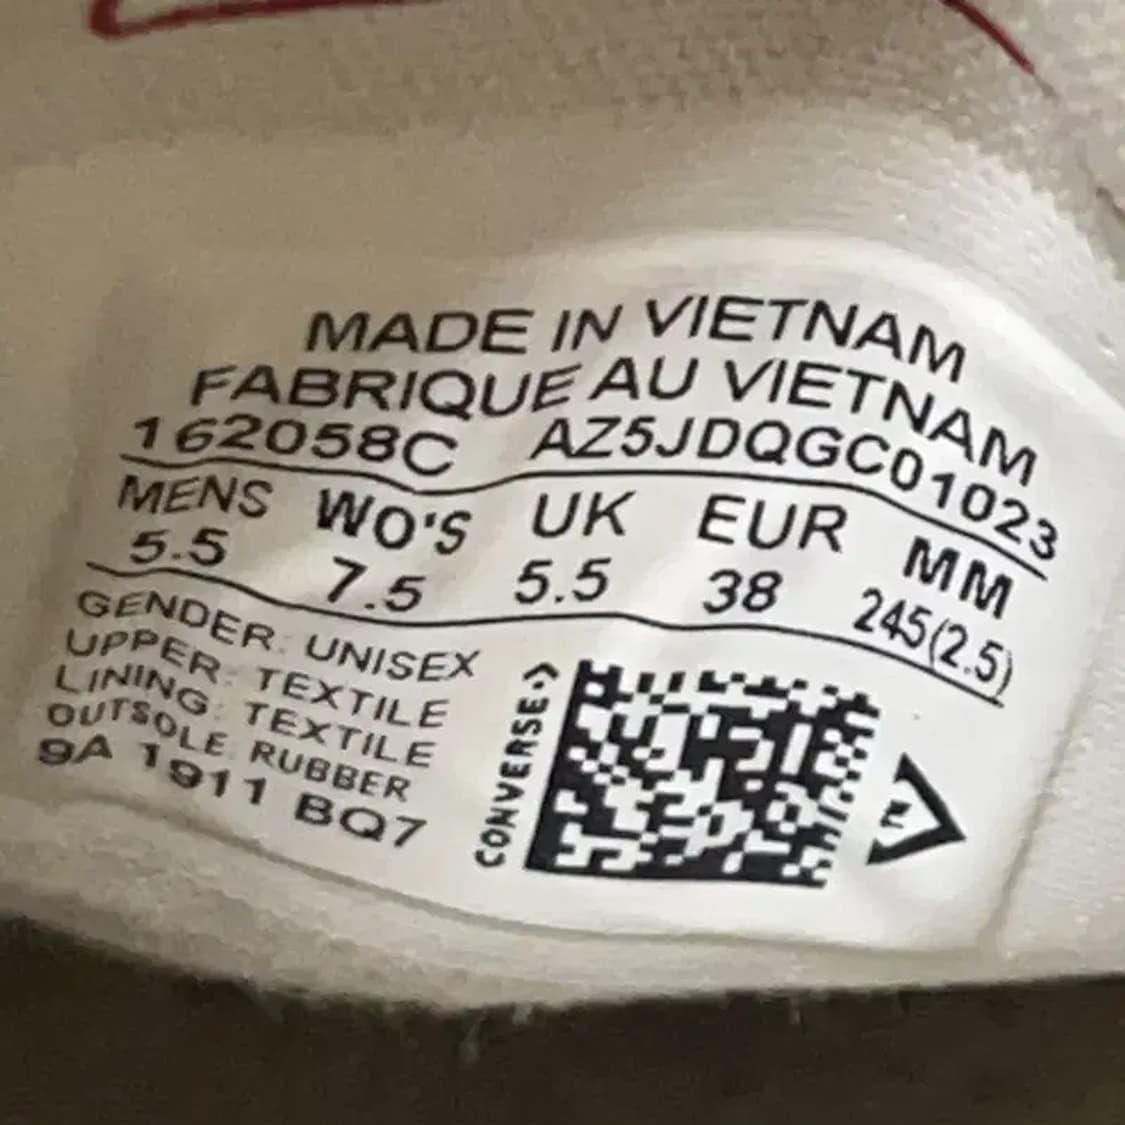 MADE IN VIETNAM
FABRIQUE AU VIETNAM
162058C AZ5JDQGC01023
MENS WO'S UK EUR MM
5.5 7.5 5.5 38 245(2.5)
GENDER: UNISEX
UPPER: TEXTILE
LINING: TEXTILE
OUTSOLE: RUBBER
9A 1911 BQ7
CONVERSE